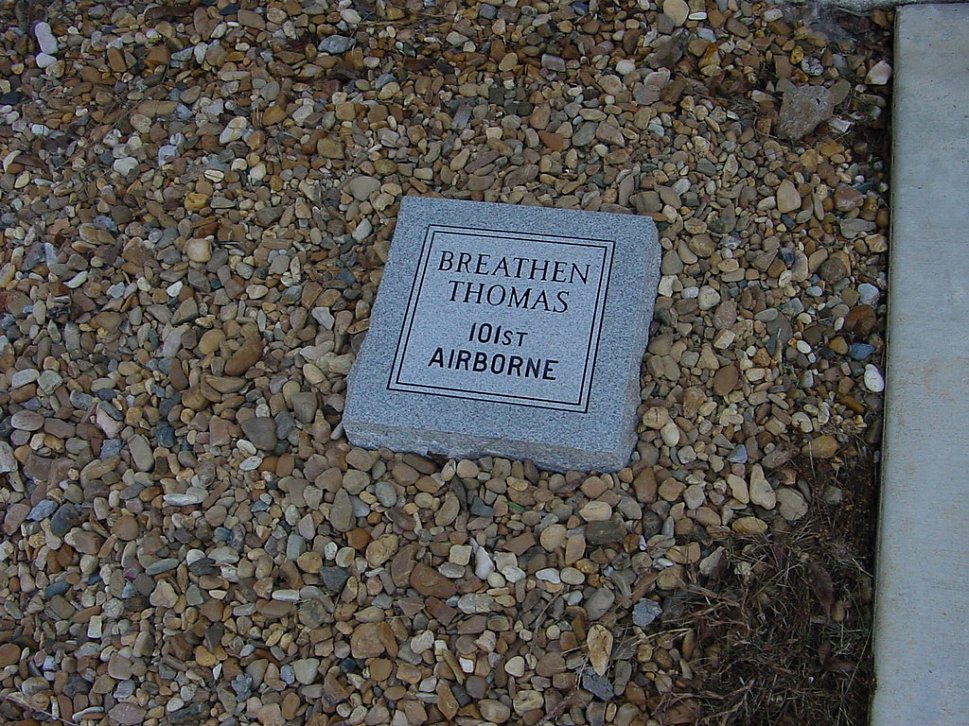 BREATHEN
THOMAS
101ST
AIRBORNE